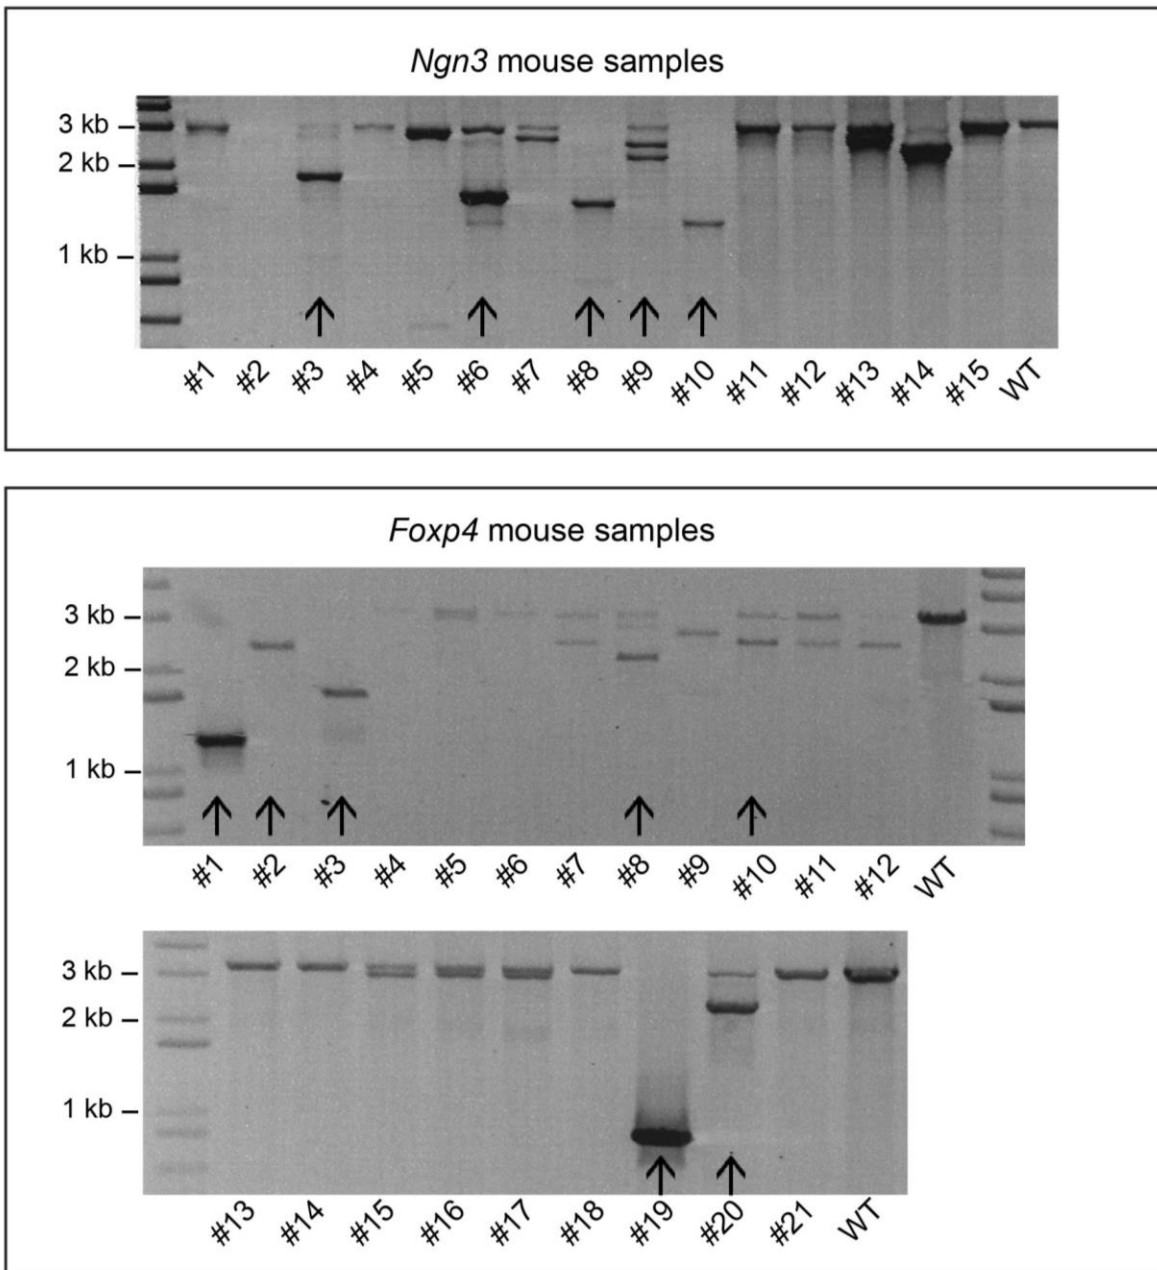 Ngn3 mouse samples
3 kb
2 kb
1 kb
#1 #2 #3 #4 #5 #6 #7 #8 #9 #10 #11 #12 #13 #14 #15 WT
Foxp4 mouse samples
3 kb
2 kb
1 kb
#1 #2 #3 #4 #5 #6 #7 #8 #9 #10 #11 #12 WT
3 kb
2 kb
1 kb
#13 #14 #15 #16 #17 #18 #19 #20 #21 WT